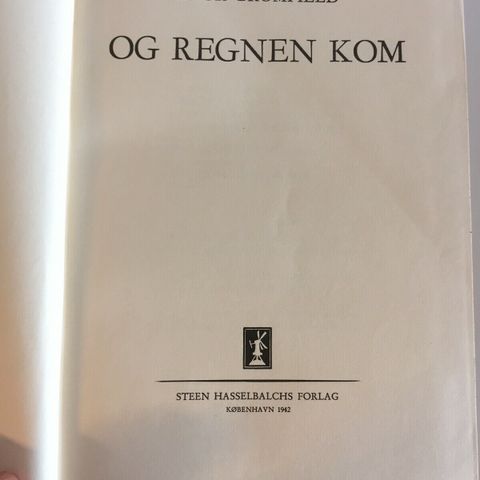 OG REGNEN KOM
STEEN HASSELBALCHS FORLAG
KØBENHAVN 1942